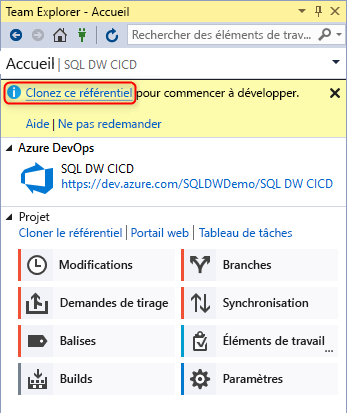 Team Explorer - Accueil
Rechercher des éléments de trav...
Accueil | SQL DW CICD
Clonez ce référentiel pour commencer à développer.
Aide | Ne pas redemander
Azure DevOps
SQL DW CICD
https://dev.azure.com/SQLDWDemo/SQL DW CICD
Projet
Cloner le référentiel | Portail web | Tableau de tâches
Modifications
Branches
Demandes de tirage
Synchronisation
Balises
Éléments de travail
...
Builds
Paramètres